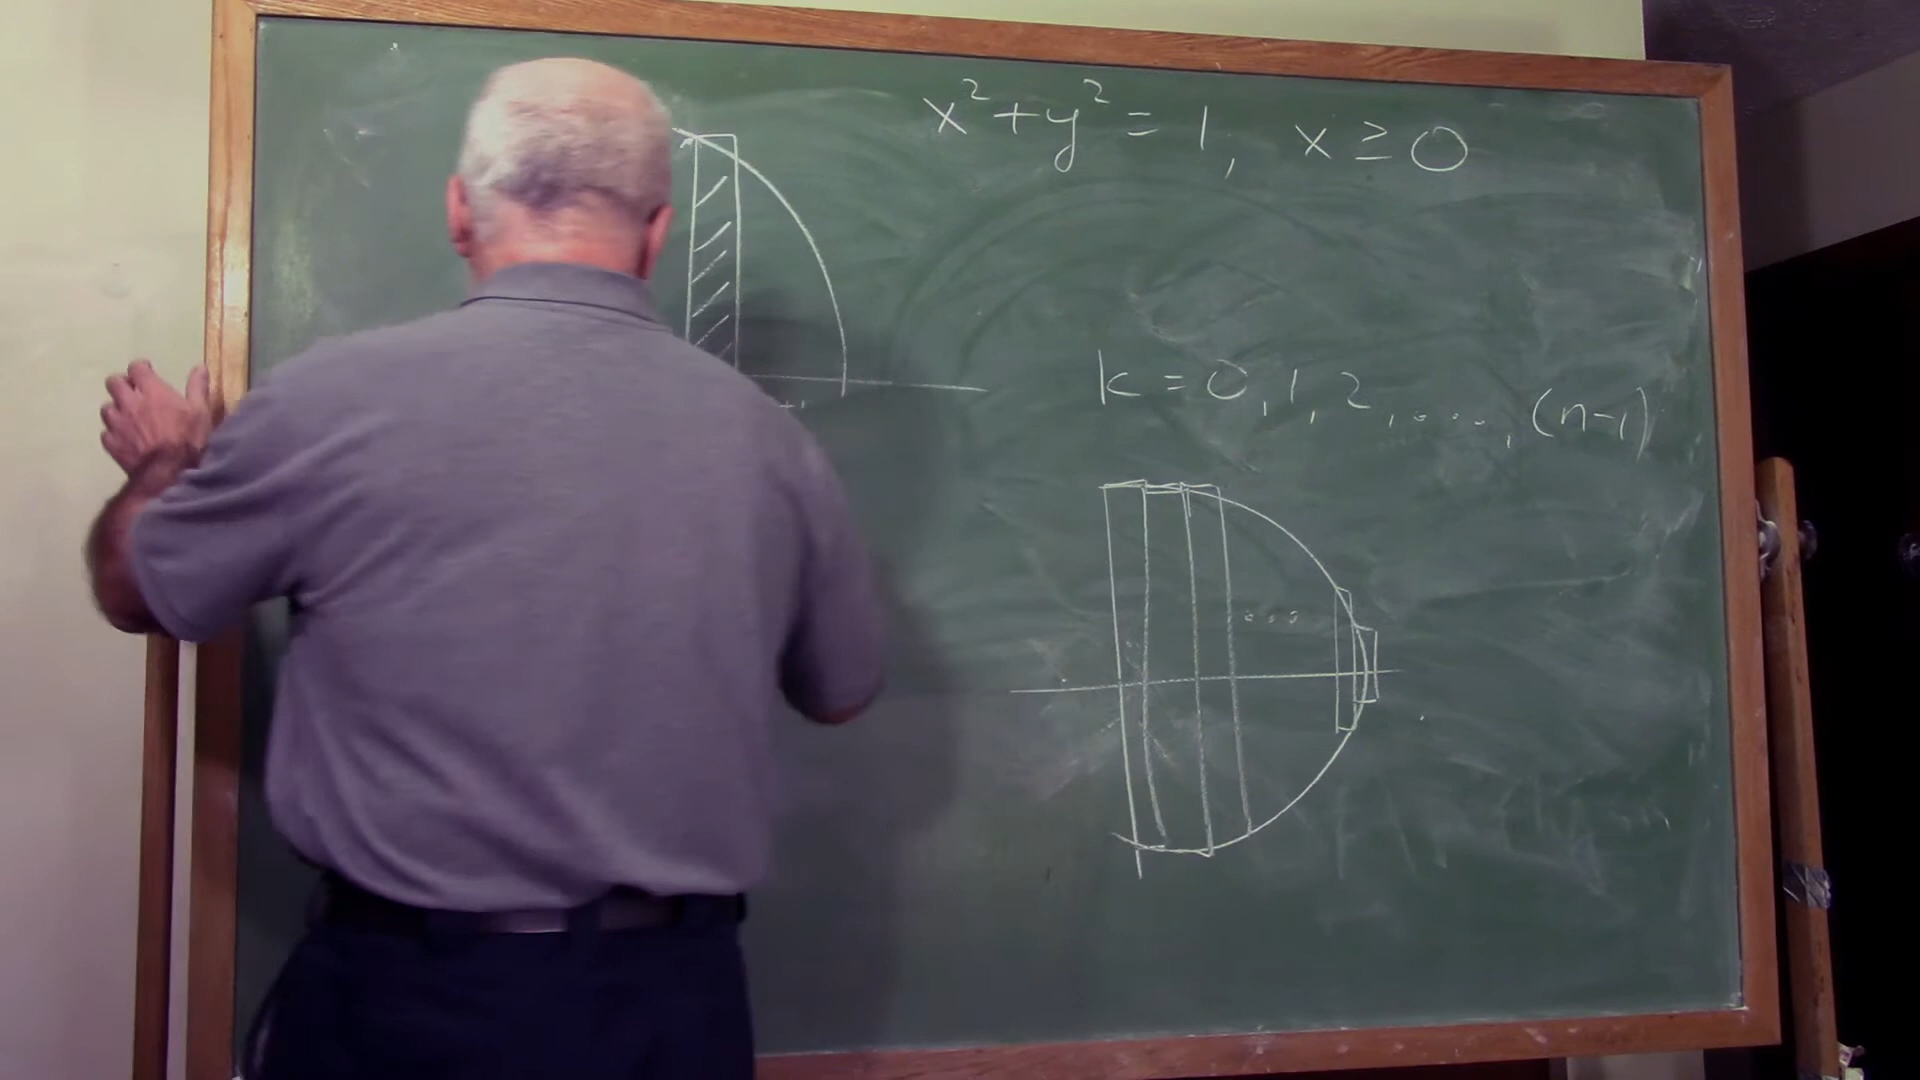 x² + y² = 1, x ≥ 0
k = 0, 1, 2, ...., (n-1)